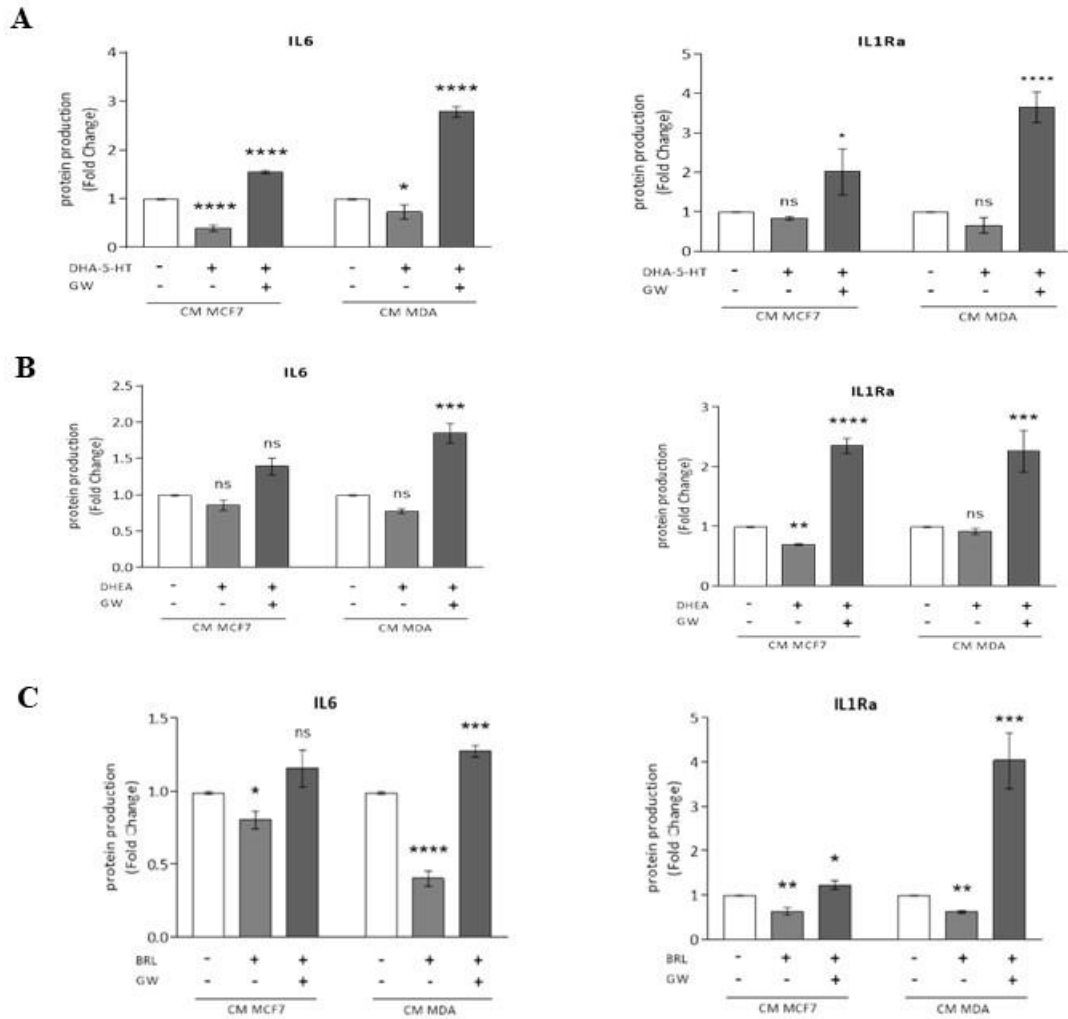 A
IL6
IL1Ra
protein production
(Fold Change)
4
3
2
1
0
**** **** * ****
DHA-5-HT - + + - + +
GW - - + - - +
CM MCF7 CM MDA
protein production
(Fold Change)
5
4
3
2
1
0
ns * ns ****
DHA-5-HT - + + - + +
GW - - + - - +
CM MCF7 CM MDA
B
IL6
IL1Ra
protein production
(Fold Change)
2.5
2.0
1.5
1.0
0.5
0.0
ns ns ns ***
DHEA - + + - + +
GW - - + - - +
CM MCF7 CM MDA
protein production
(Fold Change)
3
2
1
0
** **** ns ***
DHEA - + + - + +
GW - - + - - +
CM MCF7 CM MDA
C
IL6
IL1Ra
protein production
(Fold □hange)
1.5
1.0
0.5
0.0
* ns **** ***
BRL - + + - + +
GW - - + - - +
CM MCF7 CM MDA
protein production
(Fold □hange)
5
4
3
2
1
0
** * ** ***
BRL - + + - + +
GW - - + - - +
CM MCF7 CM MDA